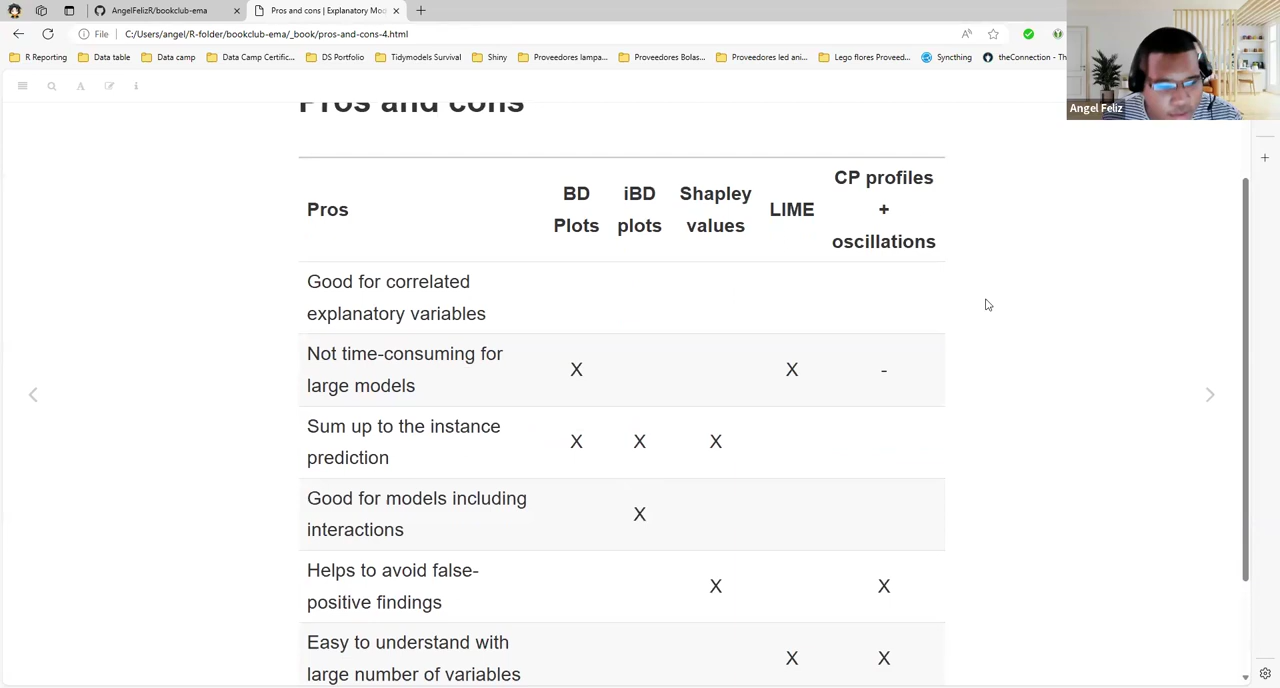 AngelFelizR/bookclub-ema
Pros and cons | Explanatory Mod
File
C:/Users/angel/R-folder/bookclub-ema/_book/pros-and-cons-4.html
R Reporting
Data table
Data camp
Data Camp Certific...
DS Portfolio
Tidymodels Survival
Shiny
Proveedores lampa...
Proveedores Bolas...
Proveedores led ani...
Lego flores Proveed...
Syncthing
theConnection - Th
Angel Feliz
Pros and cons
Pros
BD
Plots
iBD
plots
Shapley
values
LIME
CP profiles
+
oscillations
Good for correlated
explanatory variables
Not time-consuming for
large models
X
X
-
Sum up to the instance
prediction
X
X
X
Good for models including
interactions
X
Helps to avoid false-
positive findings
X
X
Easy to understand with
large number of variables
X
X